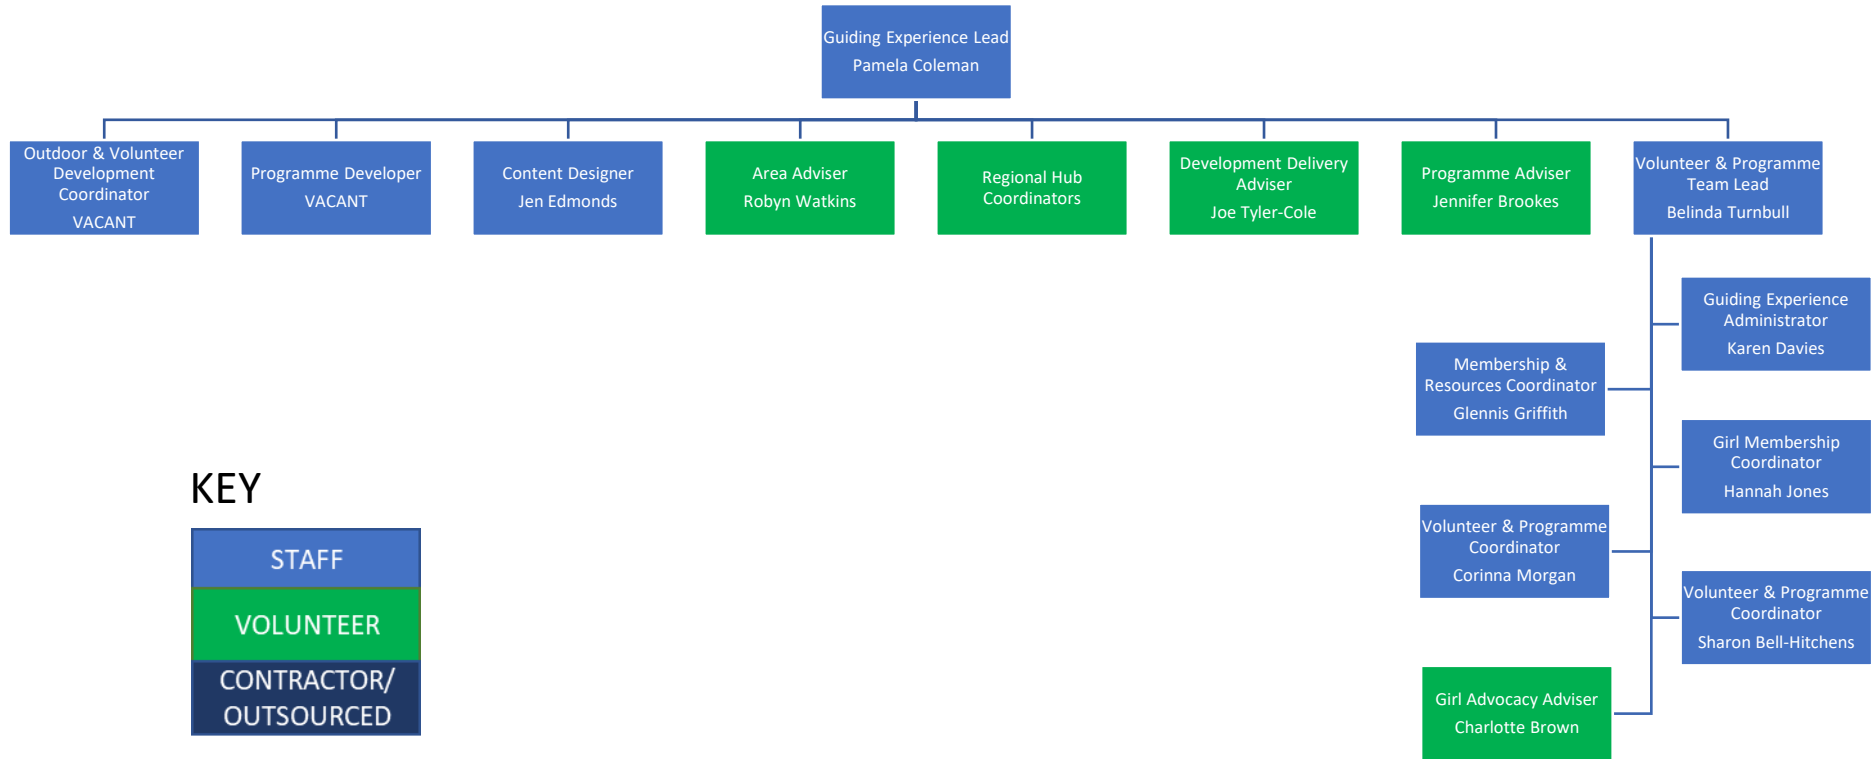 Guiding Experience Lead
Pamela Coleman
Outdoor & Volunteer
Development
Coordinator
VACANT
Programme Developer
VACANT
Content Designer
Jen Edmonds
Area Adviser
Robyn Watkins
Regional Hub
Coordinators
Development Delivery
Adviser
Joe Tyler-Cole
Programme Adviser
Jennifer Brookes
Volunteer & Programme
Team Lead
Belinda Turnbull
Guiding Experience
Administrator
Karen Davies
Membership &
Resources Coordinator
Glennis Griffith
Girl Membership
Coordinator
Hannah Jones
Volunteer & Programme
Coordinator
Corinna Morgan
Volunteer & Programme
Coordinator
Sharon Bell-Hitchens
Girl Advocacy Adviser
Charlotte Brown
KEY
STAFF
VOLUNTEER
CONTRACTOR/
OUTSOURCED